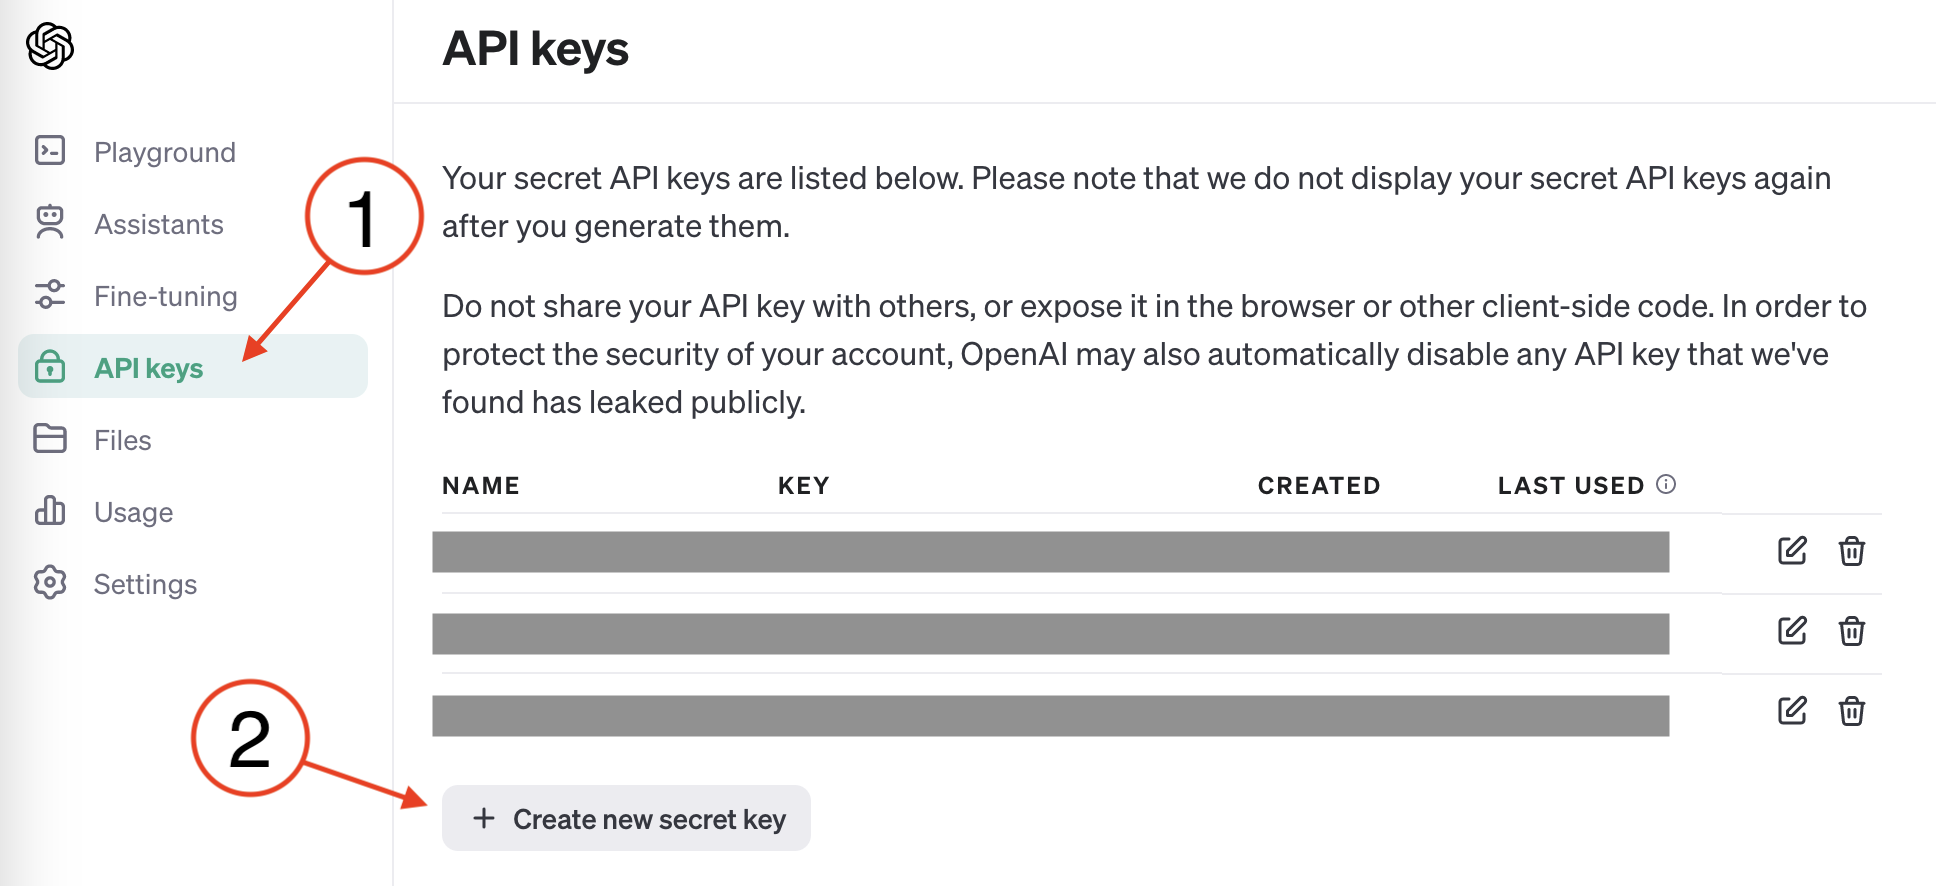 API keys
Playground
Assistants
Fine-tuning
API keys
Files
Usage
Settings
1
2
Your secret API keys are listed below. Please note that we do not display your secret API keys again
after you generate them.
Do not share your API key with others, or expose it in the browser or other client-side code. In order to
protect the security of your account, OpenAI may also automatically disable any API key that we've
found has leaked publicly.
NAME KEY CREATED LAST USED
+ Create new secret key